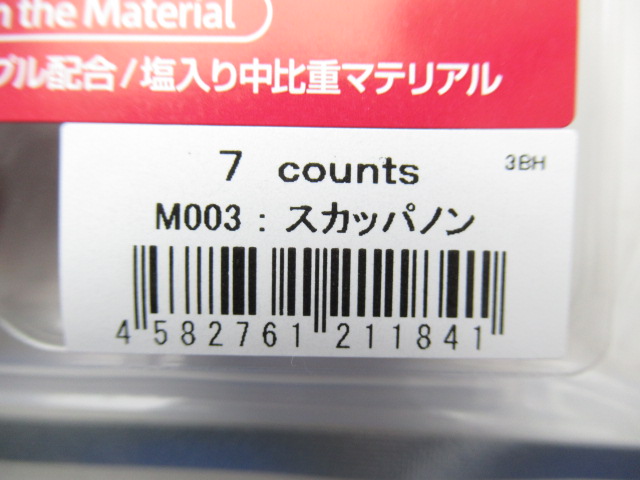 the Material
ブル配合/塩入り中比重マテリアル
7 counts 3BH
M003 : スカッパノン
4 582761 211841